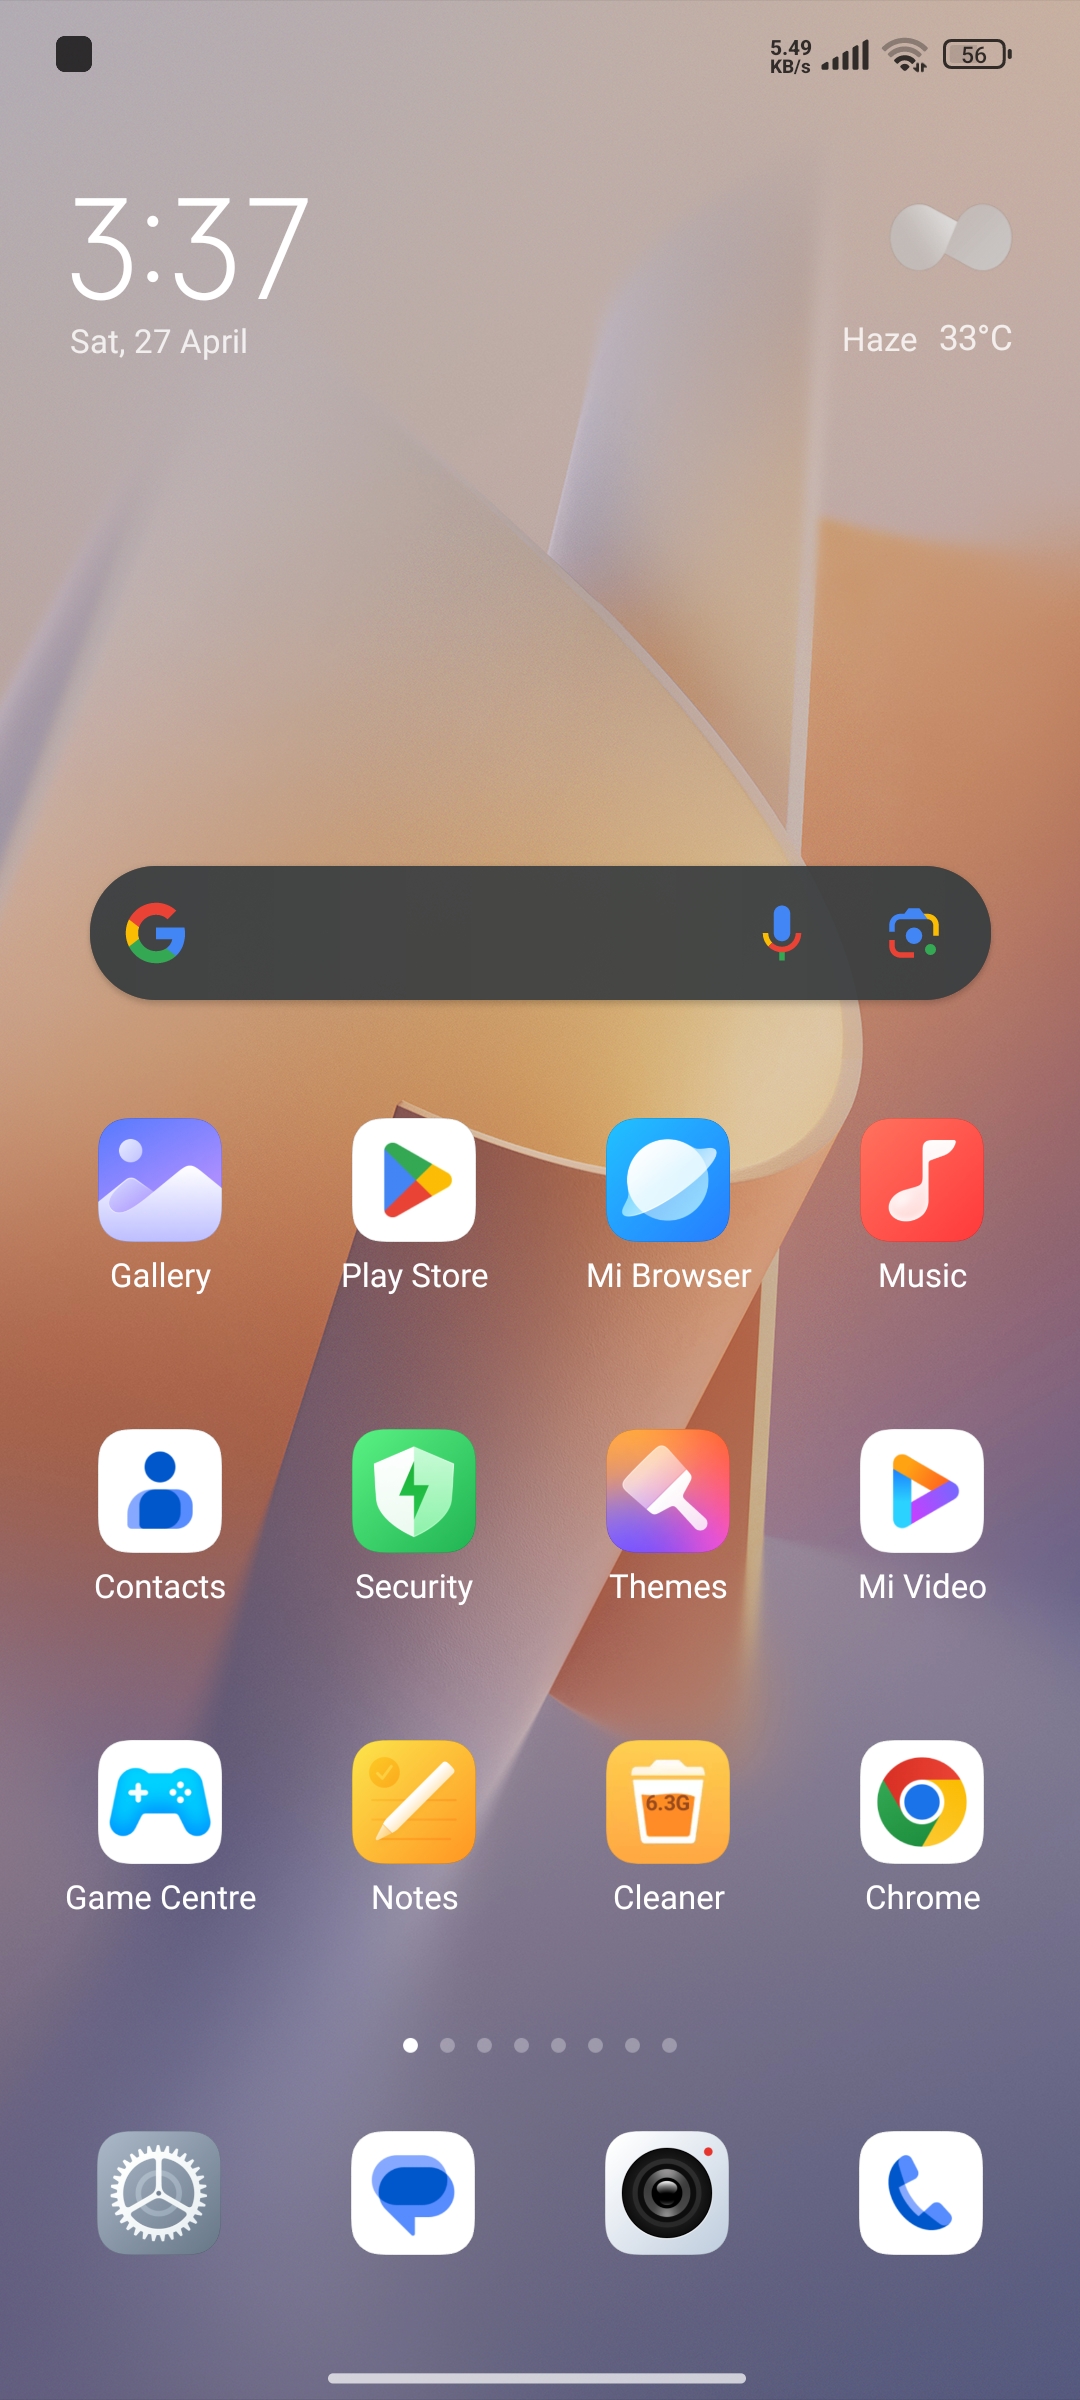 5.49
KB/s
56
3:37
Sat, 27 April
Haze 33°C
Gallery
Play Store
Mi Browser
Music
Contacts
Security
Themes
Mi Video
6.3G
Game Centre
Notes
Cleaner
Chrome